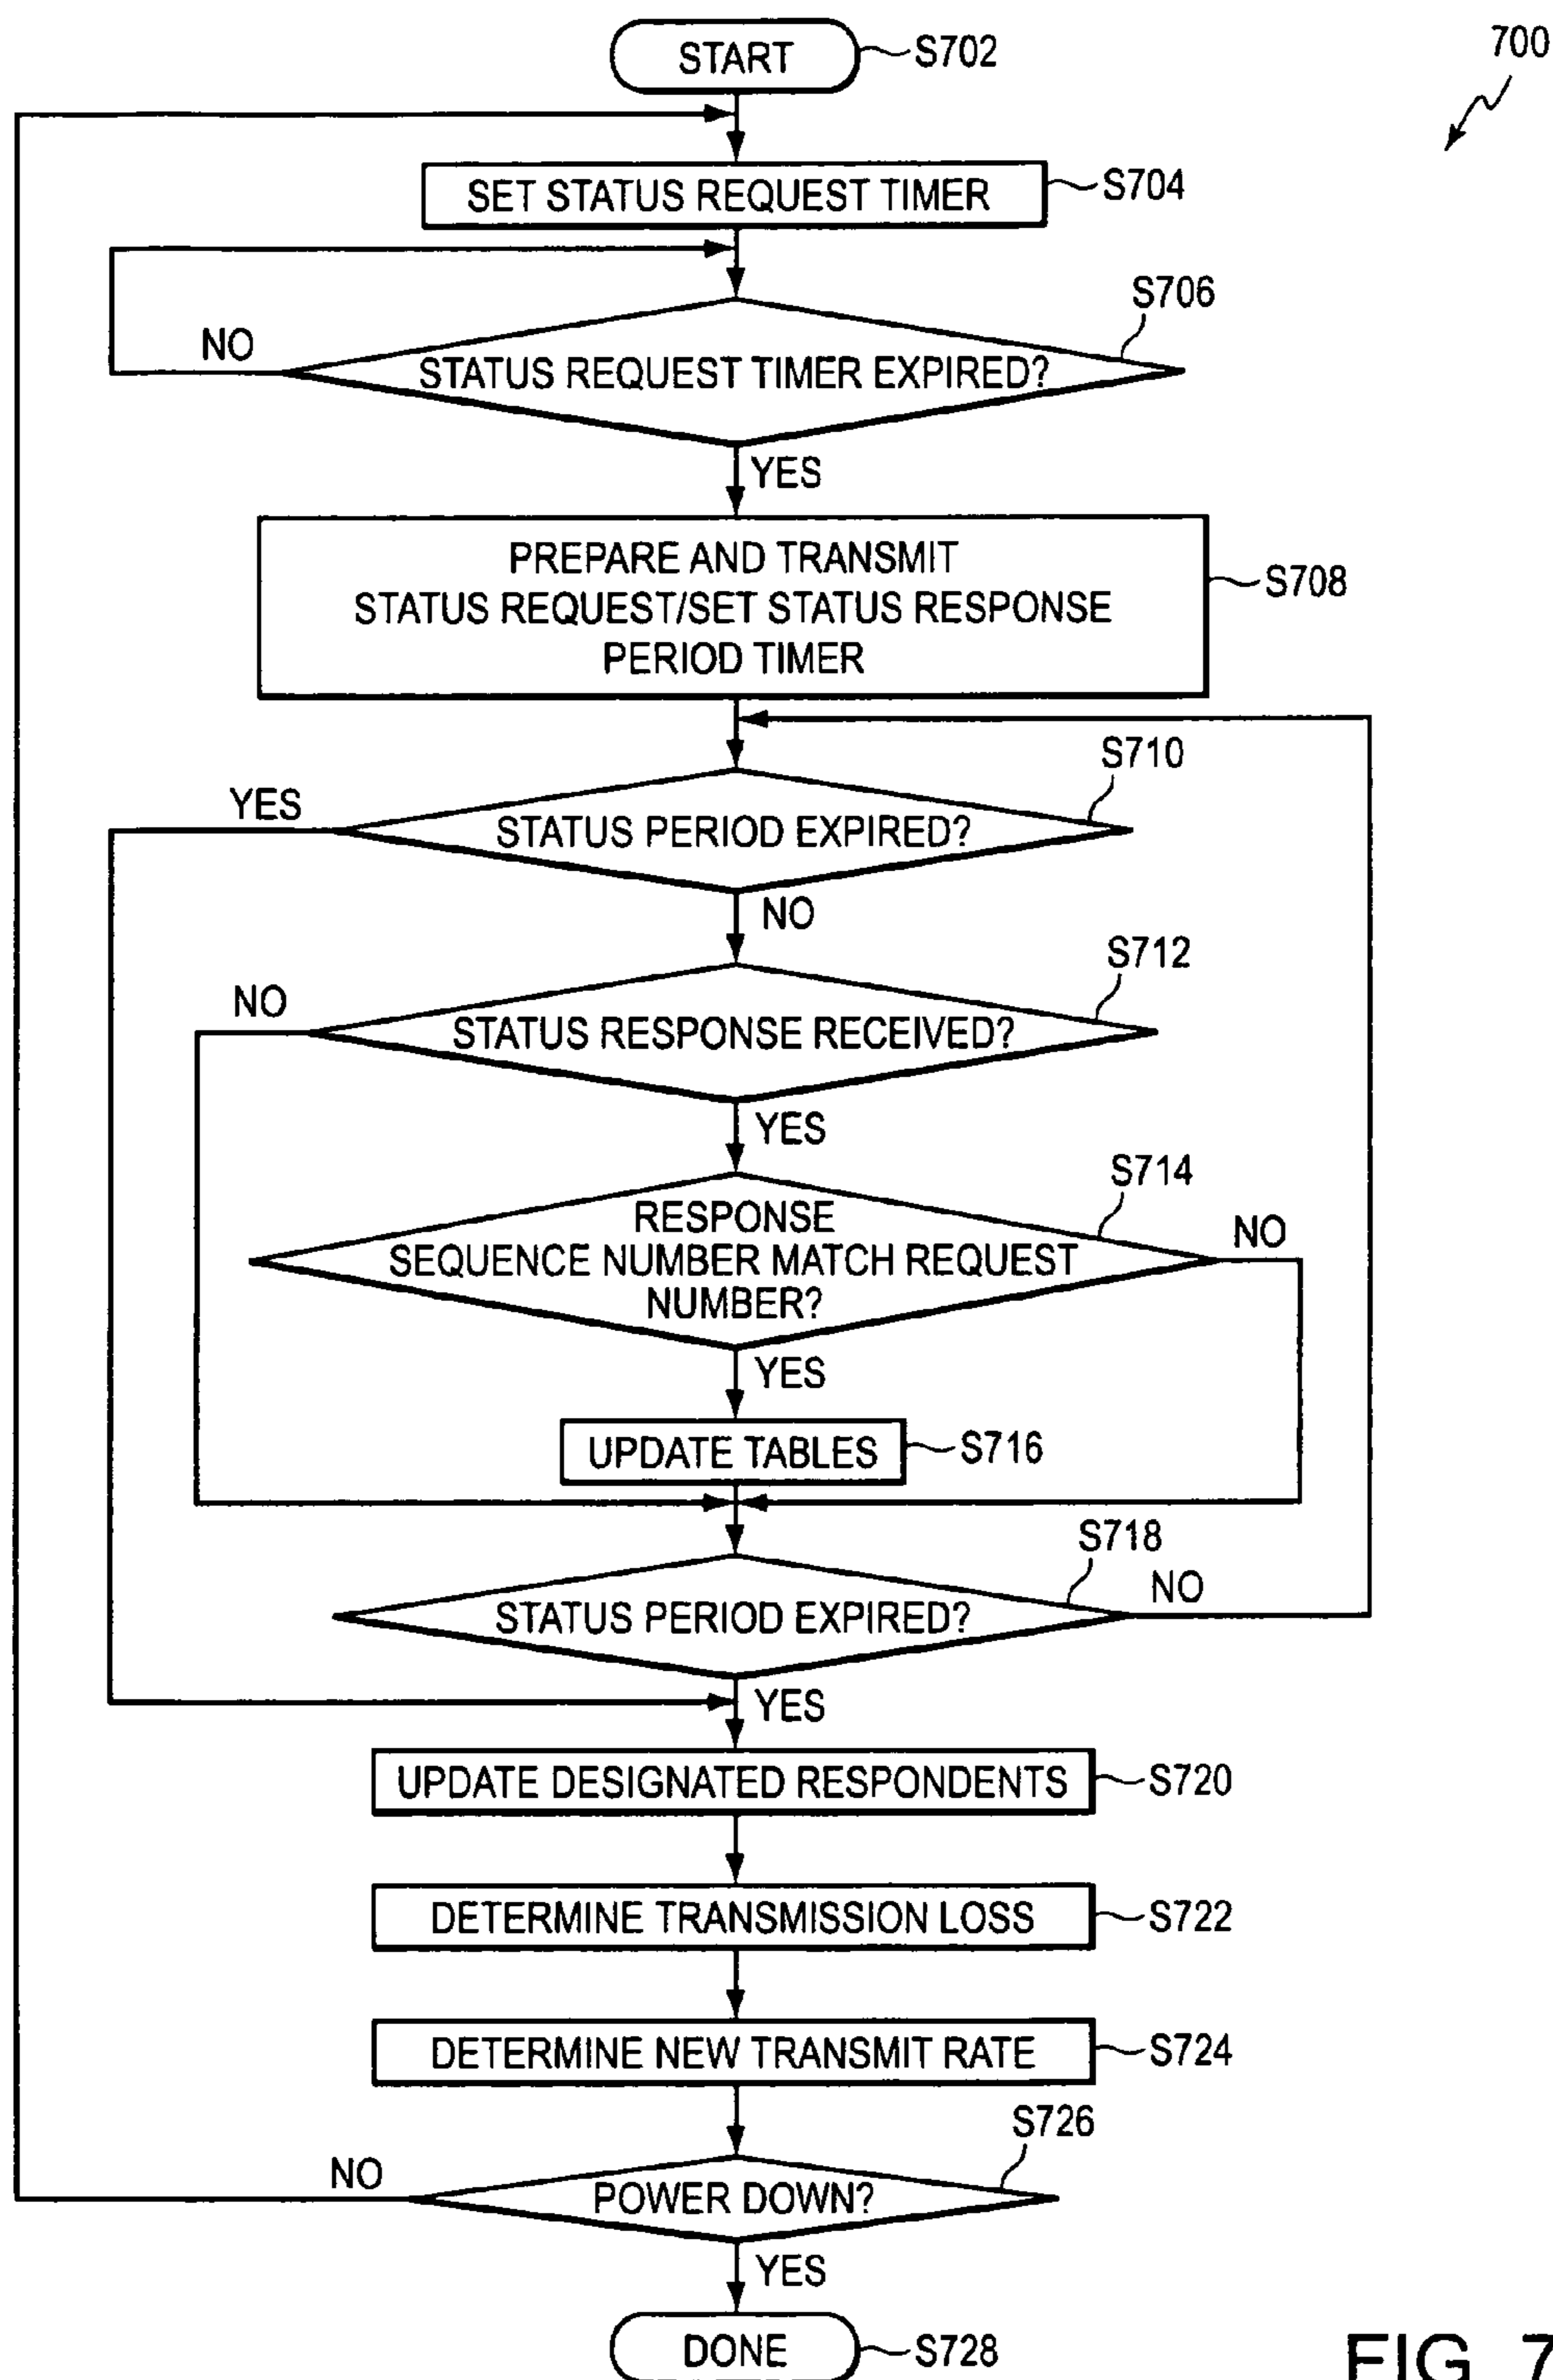 START
S702
700
SET STATUS REQUEST TIMER
S704
S706
NO
STATUS REQUEST TIMER EXPIRED?
YES
PREPARE AND TRANSMIT
STATUS REQUEST/SET STATUS RESPONSE
PERIOD TIMER
S708
S710
YES
STATUS PERIOD EXPIRED?
NO
S712
NO
STATUS RESPONSE RECEIVED?
YES
S714
RESPONSE
SEQUENCE NUMBER MATCH REQUEST
NUMBER?
NO
YES
UPDATE TABLES
S716
S718
STATUS PERIOD EXPIRED?
NO
YES
UPDATE DESIGNATED RESPONDENTS
S720
DETERMINE TRANSMISSION LOSS
S722
DETERMINE NEW TRANSMIT RATE
S724
S726
NO
POWER DOWN?
YES
DONE
S728
FIG. 7